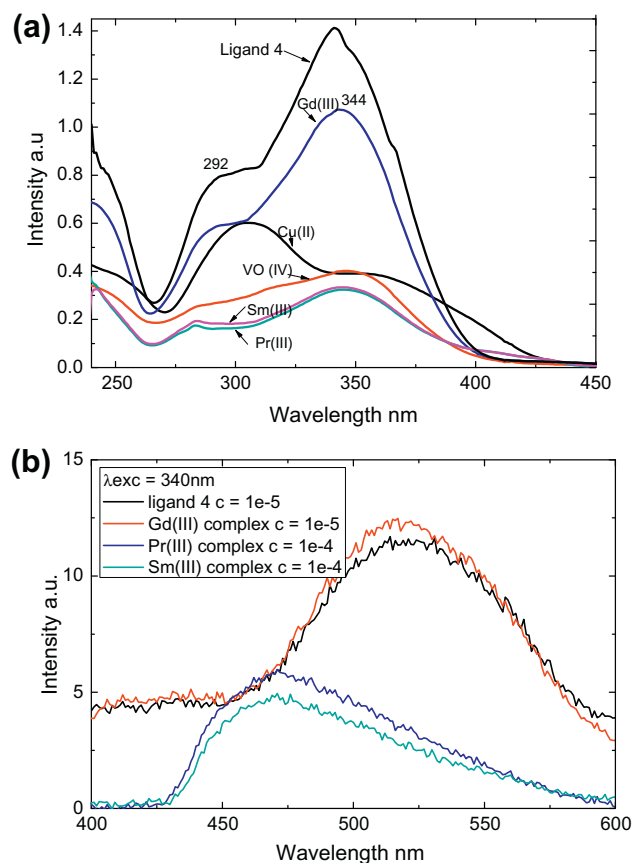 (a)
1.4
1.2
1.0
0.8
0.6
0.4
0.2
0.0
Intensity a.u
Ligand 4
Gd(III)
344
292
Cu(II)
VO (IV)
Sm(III)
Pr(III)
250
300
350
400
450
Wavelength nm
(b)
15
10
5
0
Intensity a.u.
λexc = 340nm
ligand 4 c = 1e-5
Gd(III) complex c = 1e-5
Pr(III) complex c = 1e-4
Sm(III) complex c = 1e-4
400
450
500
550
600
Wavelength nm